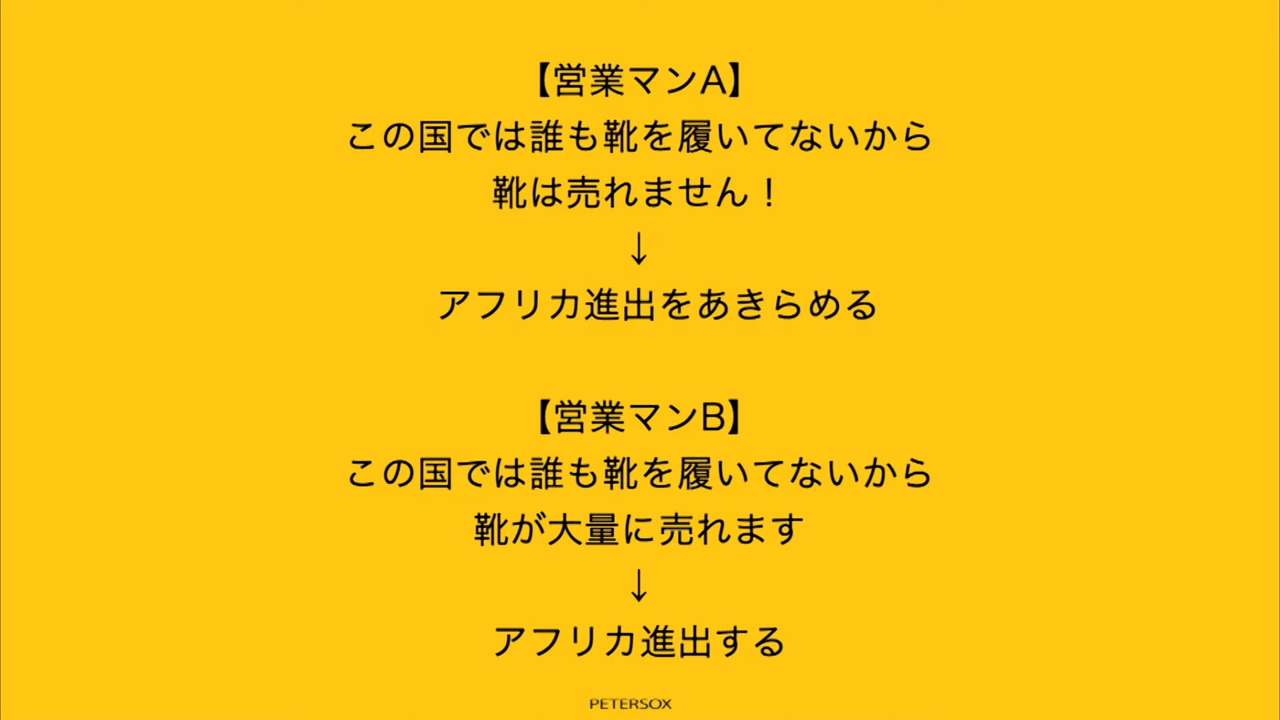 【営業マンA】
この国では誰も靴を履いてないから
靴は売れません！
↓
アフリカ進出をあきらめる
【営業マンB】
この国では誰も靴を履いてないから
靴が大量に売れます
↓
アフリカ進出する
PETERSOX